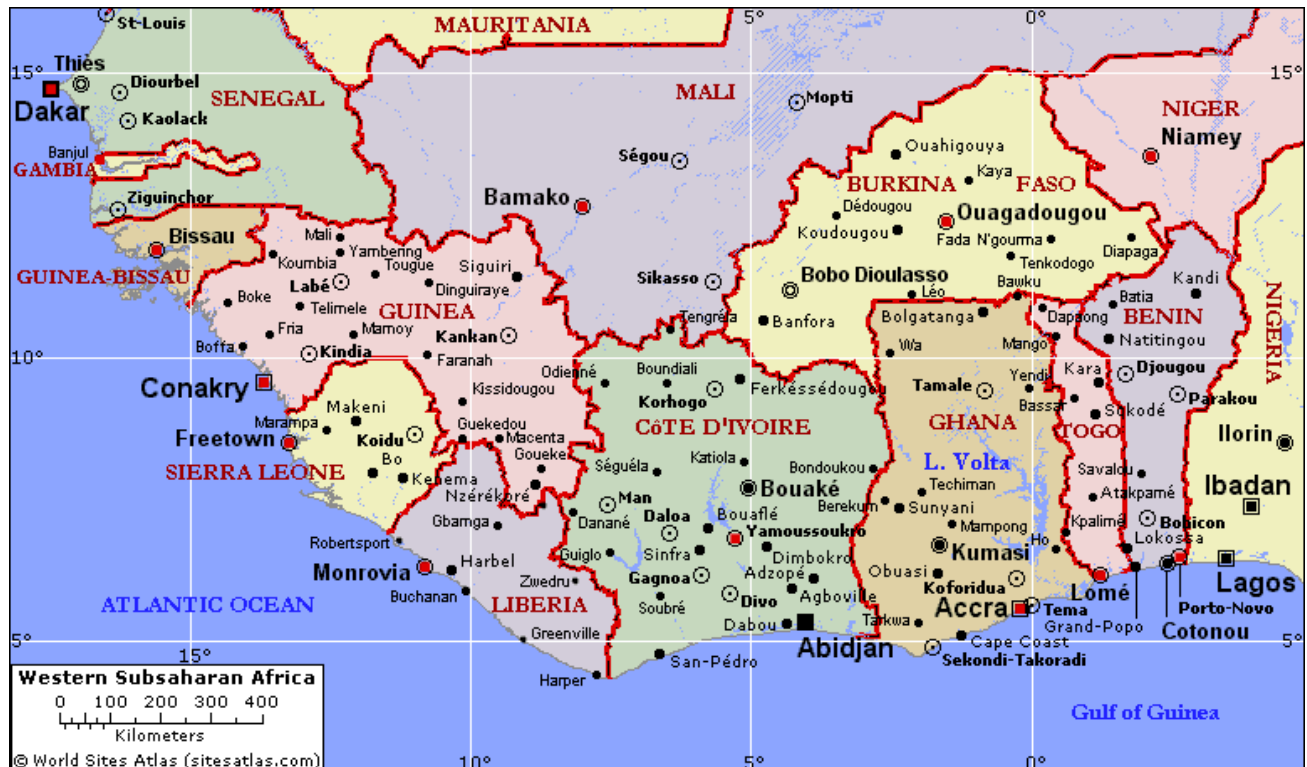 5°
0°
St-Louis
MAURITANIA
15°
15°
Thiès
Dakar
Diourbel
SENEGAL
Kaolack
MALI
Mopti
NIGER
Niamey
Banjul
GAMBIA
Ségou
Ouahigouya
Kaya
BURKINA FASO
Ziguinchor
Bamako
Dédougou
Ouagadougou
Koudougou
Fada N'gourma
Diapaga
Tenkodogo
Bissau
GUINEA-BISSAU
Mali
Yambering
Koumbia
Tougue
Labé
Siguiri
Dinguiraye
Sikasso
Bobo Dioulasso
Léo
Bawku
Kandi
Batia
BENIN
NIGERIA
Boke
Telimele
GUINEA
Tengréla
Banfora
Bolgatanga
Dapaong
Fria
Mamoy
Kankan
Natitingou
Boffa
Kindia
Faranah
Wa
Mango
10°
Conakry
Odienné
Boundiali
Ferkéssédougou
Korhogo
Kissidougou
Tamale
Yendi
Kara
Djougou
Bassar
Parakou
Sokodé
Makeni
Marampa
Koidu
Guekedou
Macenta
CôTE D'IVOIRE
GHANA
TOGO
Freetown
Goueke
Ilorin
SIERRA LEONE
Bo
Kenema
Nzérékoré
Séguéla
Katiola
Bondoukou
L. Volta
Savalou
Bouaké
Techiman
Atakpamé
Ibadan
Man
Berekum
Sunyani
Gbamga
Danané
Daloa
Bouaflé
Mampong
Kpalimé
Bohicon
Robertsport
Guiglo
Sinfra
Yamoussoukro
Dimbokro
Kumasi
Ho
Lokossa
Monrovia
Harbel
Zwedru
Gagnoa
Adzopé
Obuasi
Koforidua
Lomé
Lagos
Buchanan
LIBERIA
Soubré
Divo
Agboville
Accra
Tema
Porto-Novo
ATLANTIC OCEAN
Grand-Popo
Cotonou
Greenville
Dabou
Abidjan
Tarkwa
Cape Coast
5°
15°
5°
Sekondi-Takoradi
San-Pédro
Harper
Gulf of Guinea
Western Subsaharan Africa
0 100 200 300 400
Kilometers
© World Sites Atlas (sitesatlas.com)
10°
5°
0°